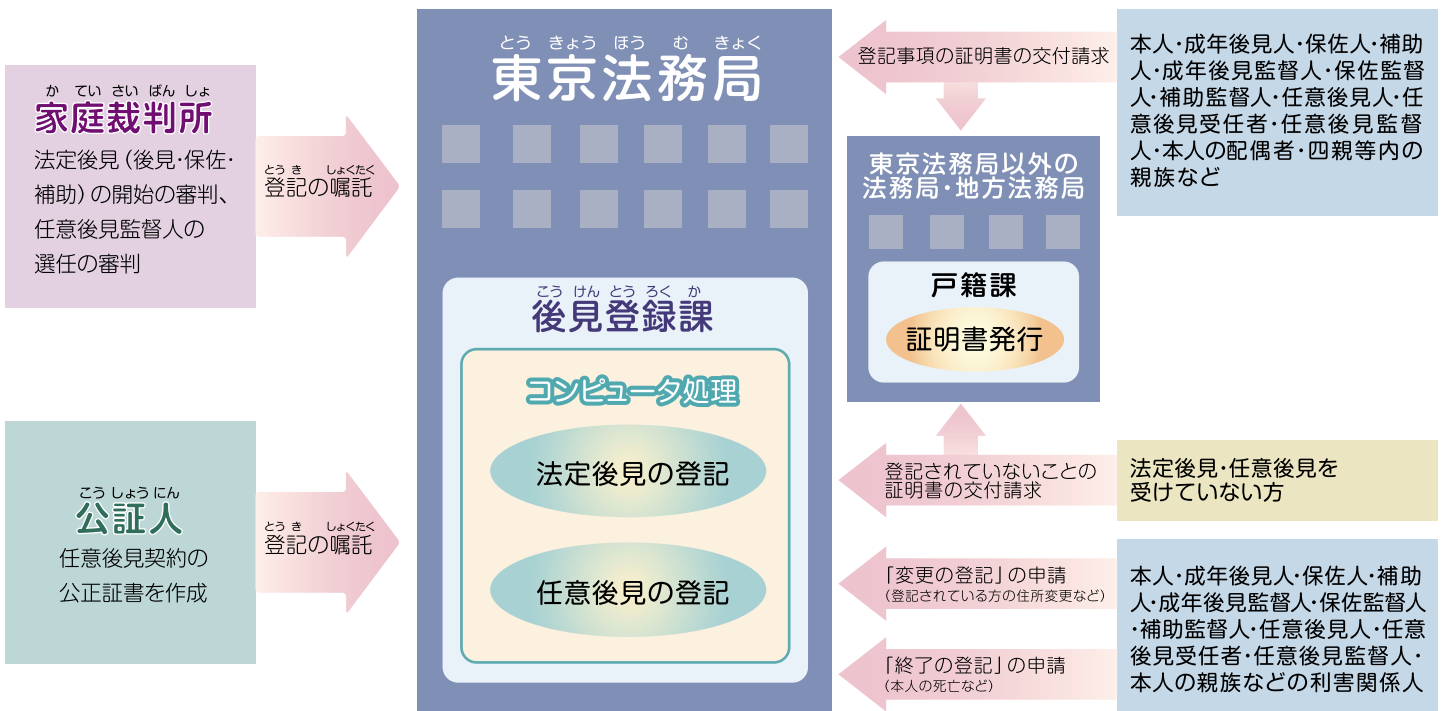 か てい さい ばん しょ
家庭裁判所
法定後見（後見・保佐・
補助）の開始の審判、
任意後見監督人の
選任の審判
とう き しょくたく
登記の嘱託
こう しょう にん
公証人
任意後見契約の
公正証書を作成
とう き しょくたく
登記の嘱託
とう きょう ほう む きょく
東京法務局
こう けん とう ろく か
後見登録課
コンピュータ処理
法定後見の登記
任意後見の登記
登記事項の証明書の交付請求
本人・成年後見人・保佐人・補助
人・成年後見監督人・保佐監督
人・補助監督人・任意後見人・任
意後見受任者・任意後見監督
人・本人の配偶者・四親等内の
親族など
東京法務局以外の
法務局・地方法務局
戸籍課
証明書発行
登記されていないことの
証明書の交付請求
法定後見・任意後見を
受けていない方
「変更の登記」の申請
（登記されている方の住所変更など）
「終了の登記」の申請
（本人の死亡など）
本人・成年後見人・保佐人・補助
人・成年後見監督人・保佐監督人
・補助監督人・任意後見人・任意
後見受任者・任意後見監督人・
本人の親族などの利害関係人